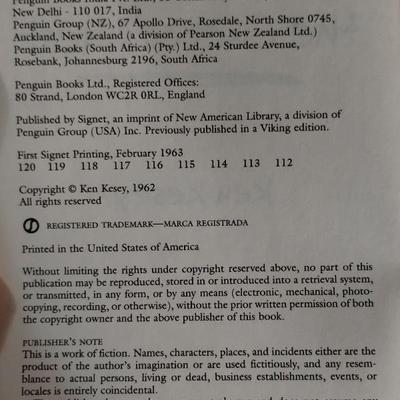 Penguin Books India
New Delhi - 110 017, India
Penguin Group (NZ), 67 Apollo Drive, Rosedale, North Shore 0745,
Auckland, New Zealand (a division of Pearson New Zealand Ltd.)
Penguin Books (South Africa) (Pty.) Ltd., 24 Sturdee Avenue,
Rosebank, Johannesburg 2196, South Africa
Penguin Books Ltd., Registered Offices:
80 Strand, London WC2R 0RL, England
Published by Signet, an imprint of New American Library, a division of
Penguin Group (USA) Inc. Previously published in a Viking edition.
First Signet Printing, February 1963
120 119 118 117 116 115 114 113 112
Copyright © Ken Kesey, 1962
All rights reserved
REGISTERED TRADEMARK—MARCA REGISTRADA
Printed in the United States of America
Without limiting the rights under copyright reserved above, no part of this
publication may be reproduced, stored in or introduced into a retrieval system,
or transmitted, in any form, or by any means (electronic, mechanical, photo-
copying, recording, or otherwise), without the prior written permission of both
the copyright owner and the above publisher of this book.
PUBLISHER'S NOTE
This is a work of fiction. Names, characters, places, and incidents either are the
product of the author's imagination or are used fictitiously, and any resem-
blance to actual persons, living or dead, business establishments, events, or
locales is entirely coincidental.